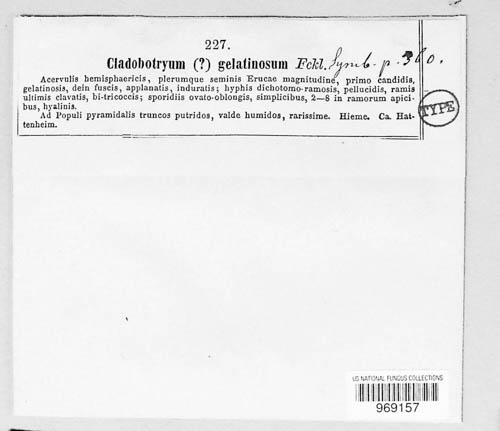 227.
Cladobotryum (?) gelatinosum Fckl. Symb. p. 360.
Acervulis hemisphaericis, plerumque seminis Erucae magnitudine, primo candidis,
gelatinosis, dein fuscis, applanatis, induratis; hyphis dichotomo-ramosis, pellucidis, ramis
ultimis clavatis, bi-tricoccis; sporidiis ovato-oblongis, simplicibus, 2—8 in ramorum apici-
bus, hyalinis.
Ad Populi pyramidalis truncos putridos, valde humidos, rarissime. Hieme. Ca. Hat-
tenheim.
TYPE
US NATIONAL FUNGUS COLLECTIONS
969157